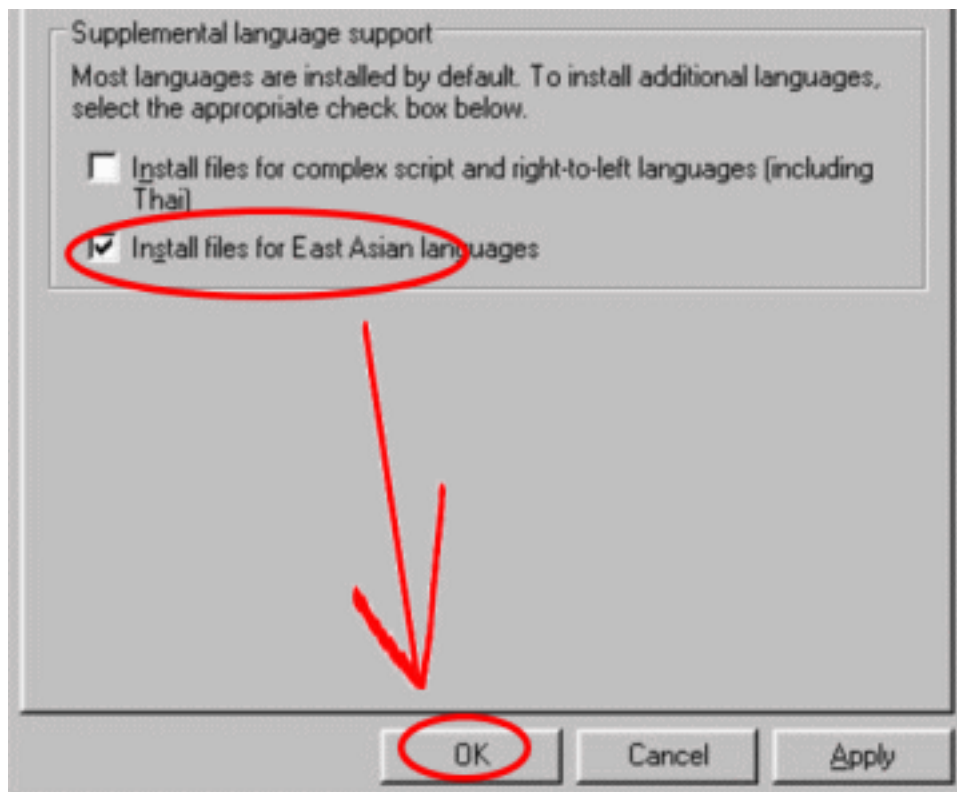 Supplemental language support
Most languages are installed by default. To install additional languages,
select the appropriate check box below.
Install files for complex script and right-to-left languages (including
Thai)
Install files for East Asian languages
OK
Cancel
Apply